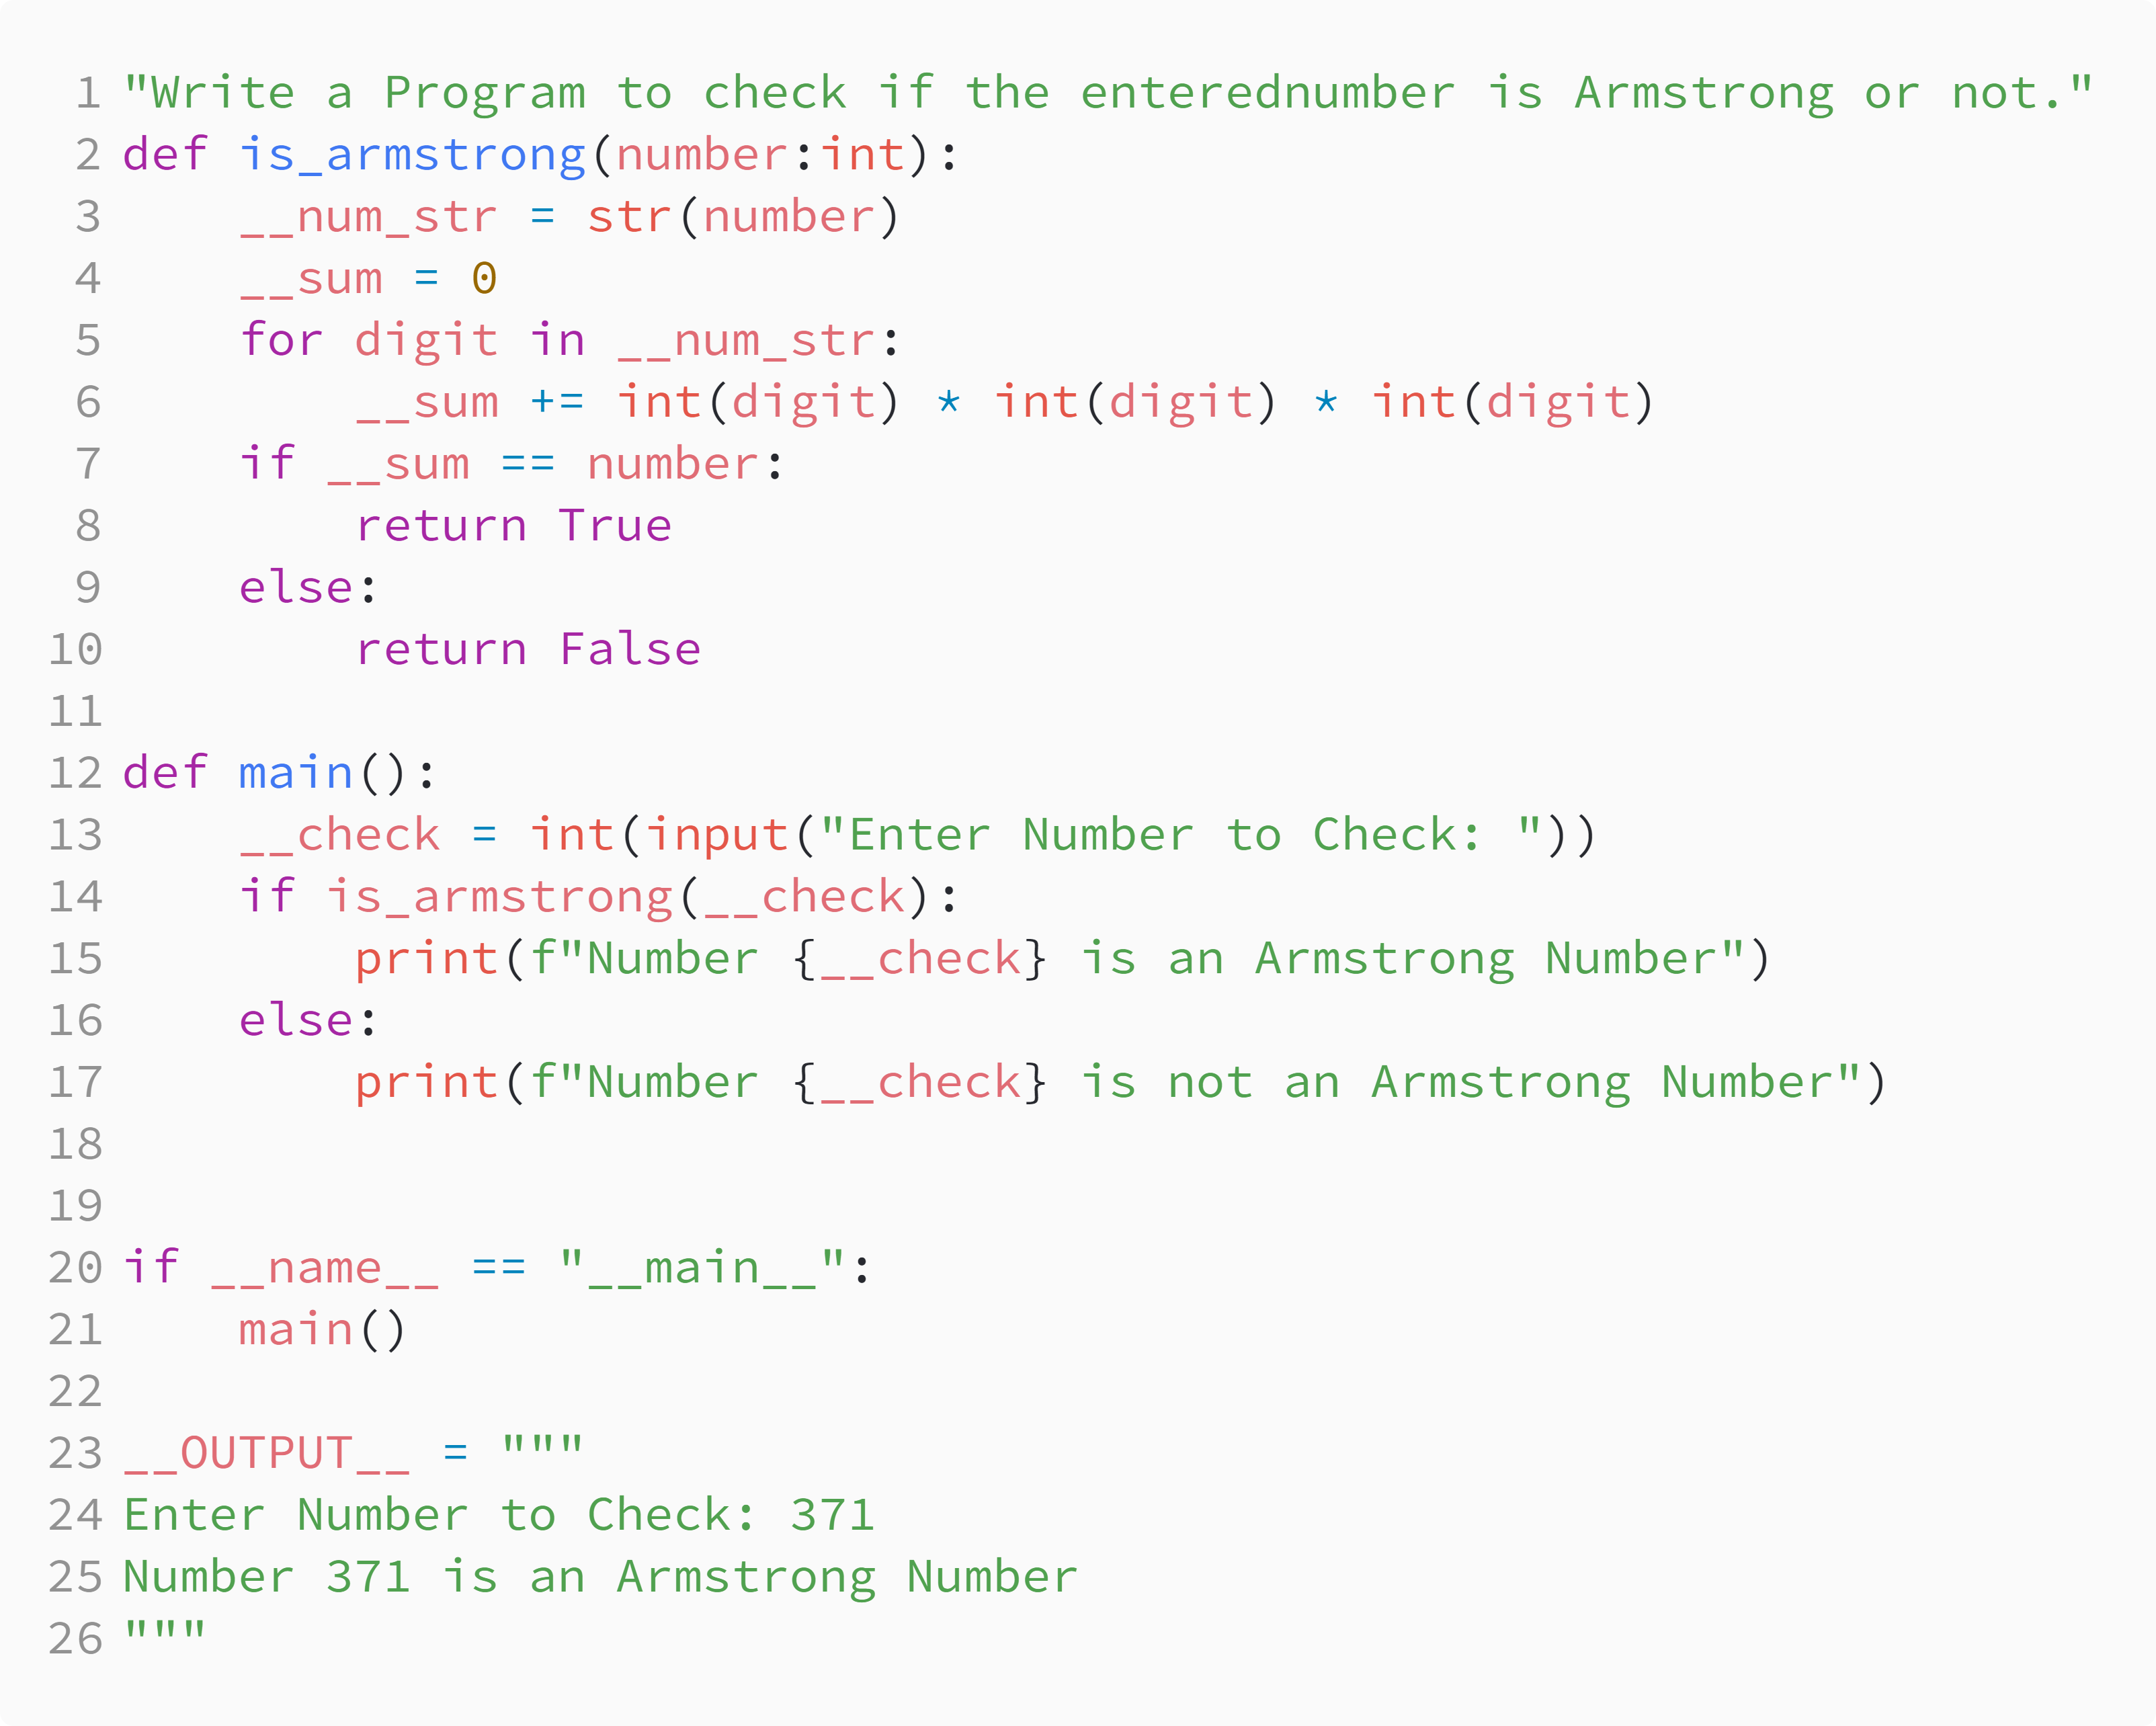 1 "Write a Program to check if the enterednumber is Armstrong or not."
2 def is_armstrong(number:int):
3     __num_str = str(number)
4     __sum = 0
5     for digit in __num_str:
6         __sum += int(digit) * int(digit) * int(digit)
7     if __sum == number:
8         return True
9     else:
10         return False
11
12 def main():
13     __check = int(input("Enter Number to Check: "))
14     if is_armstrong(__check):
15         print(f"Number {__check} is an Armstrong Number")
16     else:
17         print(f"Number {__check} is not an Armstrong Number")
18
19
20 if __name__ == "__main__":
21     main()
22
23 __OUTPUT__ = """
24 Enter Number to Check: 371
25 Number 371 is an Armstrong Number
26 """